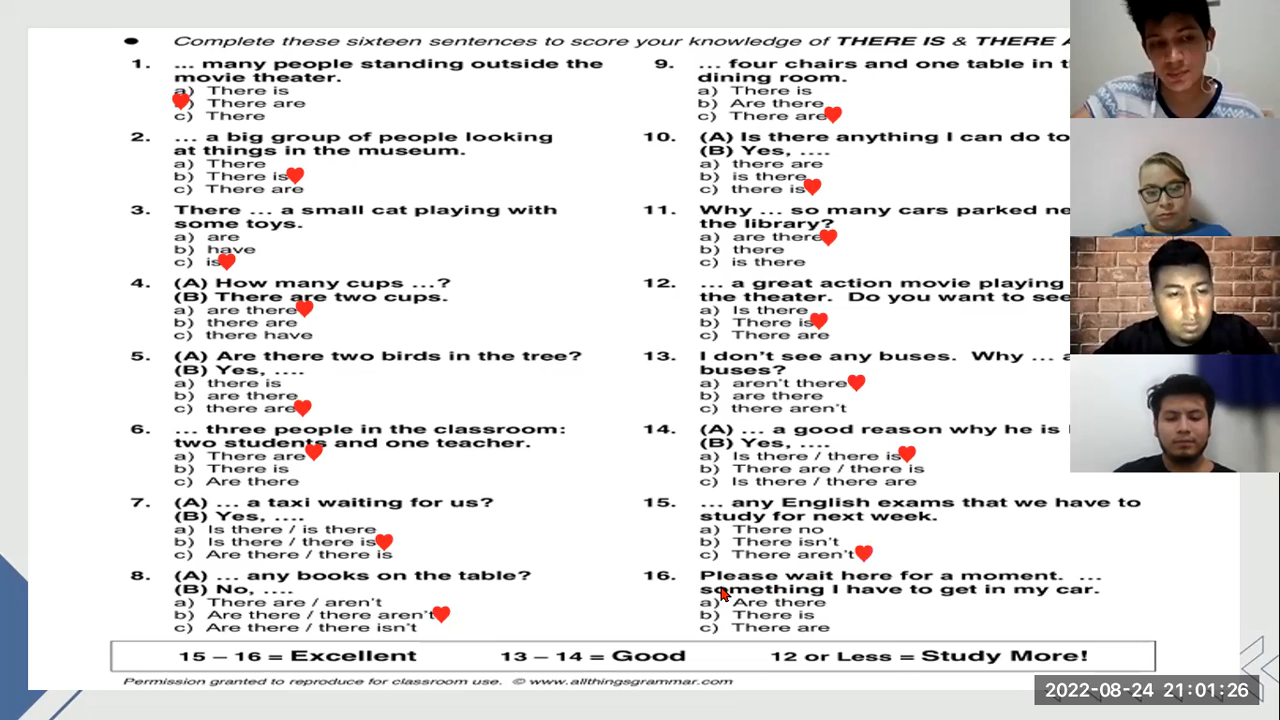 Complete these sixteen sentences to score your knowledge of THERE IS & THERE
1. … many people standing outside the
movie theater.
a) There is
b) There are
c) There
2. … a big group of people looking
at things in the museum.
a) There
b) There is
c) There are
3. There … a small cat playing with
some toys.
a) are
b) have
c) is
4. (A) How many cups …?
(B) There are two cups.
a) are there
b) there are
c) there have
5. (A) Are there two birds in the tree?
(B) Yes, ….
a) there is
b) are there
c) there are
6. … three people in the classroom:
two students and one teacher.
a) There are
b) There is
c) Are there
7. (A) … a taxi waiting for us?
(B) Yes, ….
a) Is there / is there
b) Is there / there is
c) Are there / there is
8. (A) … any books on the table?
(B) No, ….
a) There are / aren't
b) Are there / there aren't
c) Are there / there isn't
9. … four chairs and one table in
dining room.
a) There is
b) Are there
c) There are
10. (A) Is there anything I can do to
(B) Yes, ….
a) there are
b) is there
c) there is
11. Why … so many cars parked
the library?
a) are there
b) there
c) is there
12. … a great action movie playing
the theater. Do you want to see
a) Is there
b) There is
c) There are
13. I don't see any buses. Why …
buses?
a) aren't there
b) are there
c) there aren't
14. (A) … a good reason why he is
(B) Yes, ….
a) Is there / there is
b) There are / there is
c) Is there / there are
15. … any English exams that we have to
study for next week.
a) There no
b) There isn't
c) There aren't
16. Please wait here for a moment. …
something I have to get in my car.
a) Are there
b) There is
c) There are
15 – 16 = Excellent 13 – 14 = Good 12 or Less = Study More!
Permission granted to reproduce for classroom use. © www.allthingsgrammar.com
2022-08-24 21:01:26